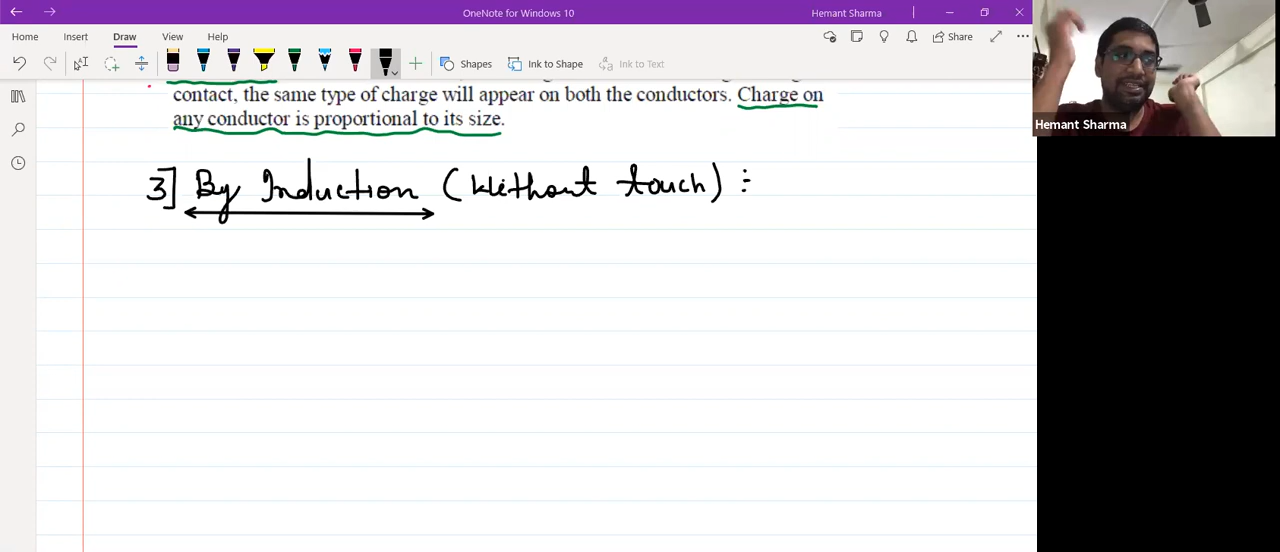 OneNote for Windows 10
Hemant Sharma
Home Insert Draw View Help
Share
Shapes Ink to Shape Ink to Text
contact, the same type of charge will appear on both the conductors. Charge on
any conductor is proportional to its size.
3] By Induction (Without touch) :
Hemant Sharma